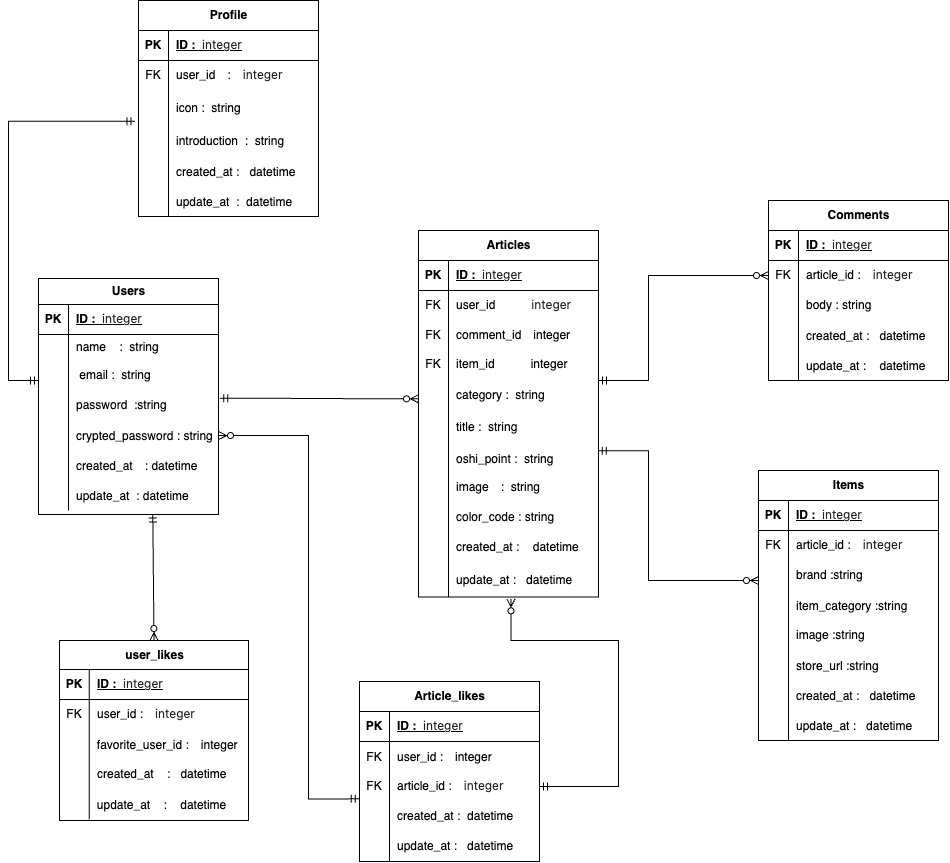 Profile
PK ID : integer
FK user_id : integer
icon : string
introduction : string
created_at : datetime
update_at : datetime
Users
PK ID : integer
name : string
email : string
password :string
crypted_password : string
created_at : datetime
update_at : datetime
Articles
PK ID : integer
FK user_id integer
FK comment_id integer
FK item_id integer
category : string
title : string
oshi_point : string
image : string
color_code : string
created_at : datetime
update_at : datetime
Comments
PK ID : integer
FK article_id : integer
body : string
created_at : datetime
update_at : datetime
Items
PK ID : integer
FK article_id : integer
brand :string
item_category :string
image :string
store_url :string
created_at : datetime
update_at : datetime
user_likes
PK ID : integer
FK user_id : integer
favorite_user_id : integer
created_at : datetime
update_at : datetime
Article_likes
PK ID : integer
FK user_id : integer
FK article_id : integer
created_at : datetime
update_at : datetime